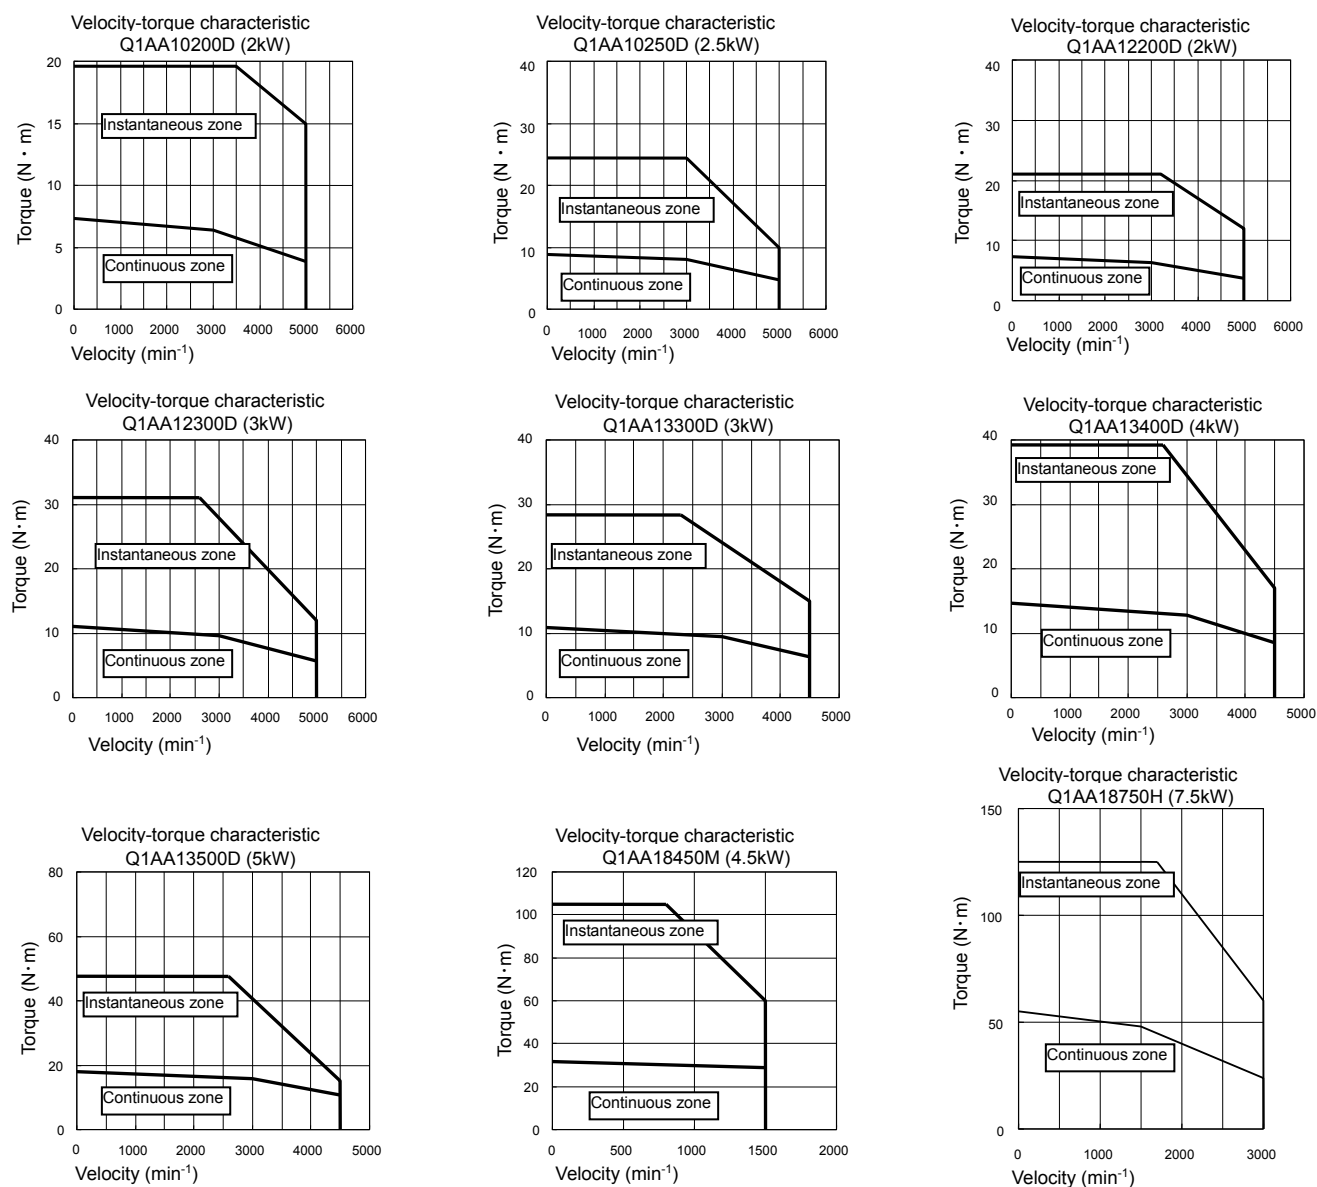 Velocity-torque characteristic
Q1AA10200D (2kW)
20
15
10
5
0
Torque (N・m)
Instantaneous zone
Continuous zone
0 1000 2000 3000 4000 5000 6000
Velocity (min-1)
Velocity-torque characteristic
Q1AA10250D (2.5kW)
40
30
20
10
0
Torque (N・m)
Instantaneous zone
Continuous zone
0 1000 2000 3000 4000 5000 6000
Velocity (min-1)
Velocity-torque characteristic
Q1AA12200D (2kW)
40
30
20
10
0
Torque (N・m)
Instantaneous zone
Continuous zone
0 1000 2000 3000 4000 5000 6000
Velocity (min-1)
Velocity-torque characteristic
Q1AA12300D (3kW)
40
30
20
10
0
Torque (N·m)
Instantaneous zone
Continuous zone
0 1000 2000 3000 4000 5000 6000
Velocity (min-1)
Velocity-torque characteristic
Q1AA13300D (3kW)
40
30
20
10
0
Torque (N·m)
Instantaneous zone
Continuous zone
0 1000 2000 3000 4000 5000
Velocity (min-1)
Velocity-torque characteristic
Q1AA13400D (4kW)
40
30
20
10
0
Torque (N·m)
Instantaneous zone
Continuous zone
0 1000 2000 3000 4000 5000
Velocity (min-1)
Velocity-torque characteristic
Q1AA13500D (5kW)
80
60
40
20
0
Torque (N·m)
Instantaneous zone
Continuous zone
0 1000 2000 3000 4000 5000
Velocity (min-1)
Velocity-torque characteristic
Q1AA18450M (4.5kW)
120
100
80
60
40
20
0
Torque (N·m)
Instantaneous zone
Continuous zone
0 500 1000 1500 2000
Velocity (min-1)
Velocity-torque characteristic
Q1AA18750H (7.5kW)
150
100
50
0
Torque (N·m)
Instantaneous zone
Continuous zone
0 1000 2000 3000
Velocity (min-1)